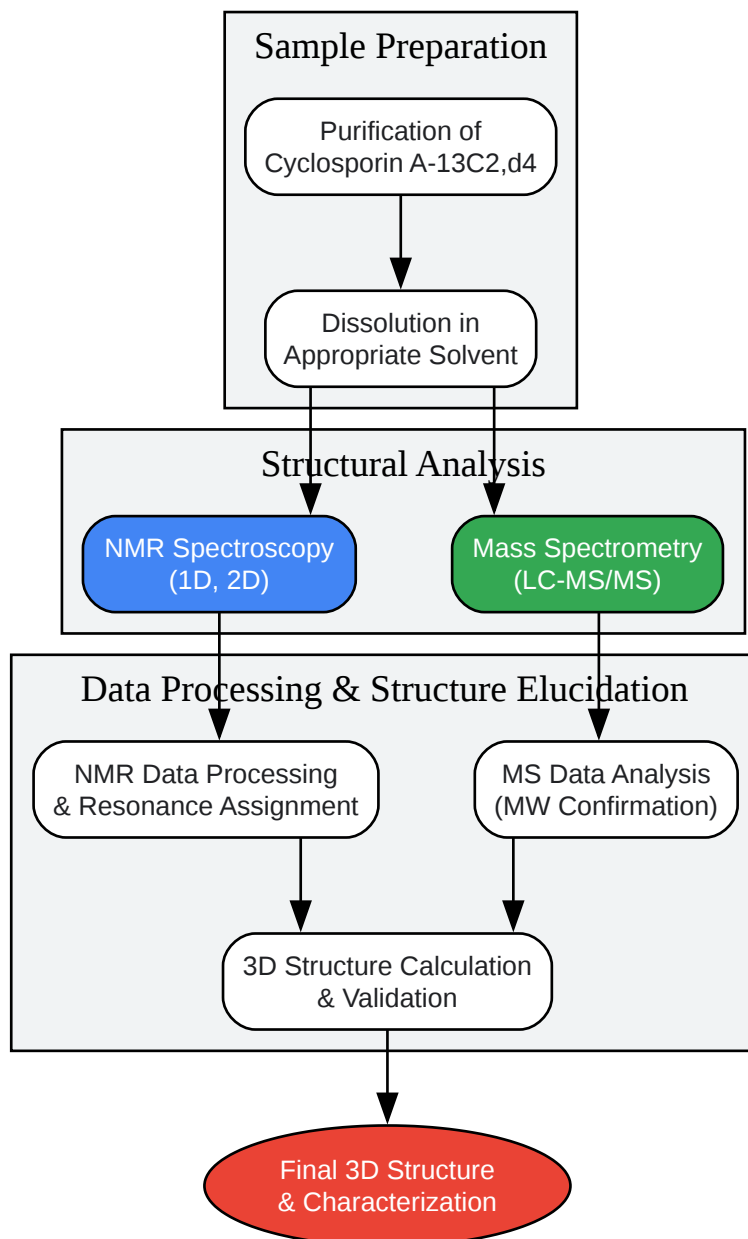 Sample Preparation
Purification of
Cyclosporin A-13C2,d4
Dissolution in
Appropriate Solvent
Structural Analysis
NMR Spectroscopy
(1D, 2D)
Mass Spectrometry
(LC-MS/MS)
Data Processing & Structure Elucidation
NMR Data Processing
& Resonance Assignment
MS Data Analysis
(MW Confirmation)
3D Structure Calculation
& Validation
Final 3D Structure
& Characterization